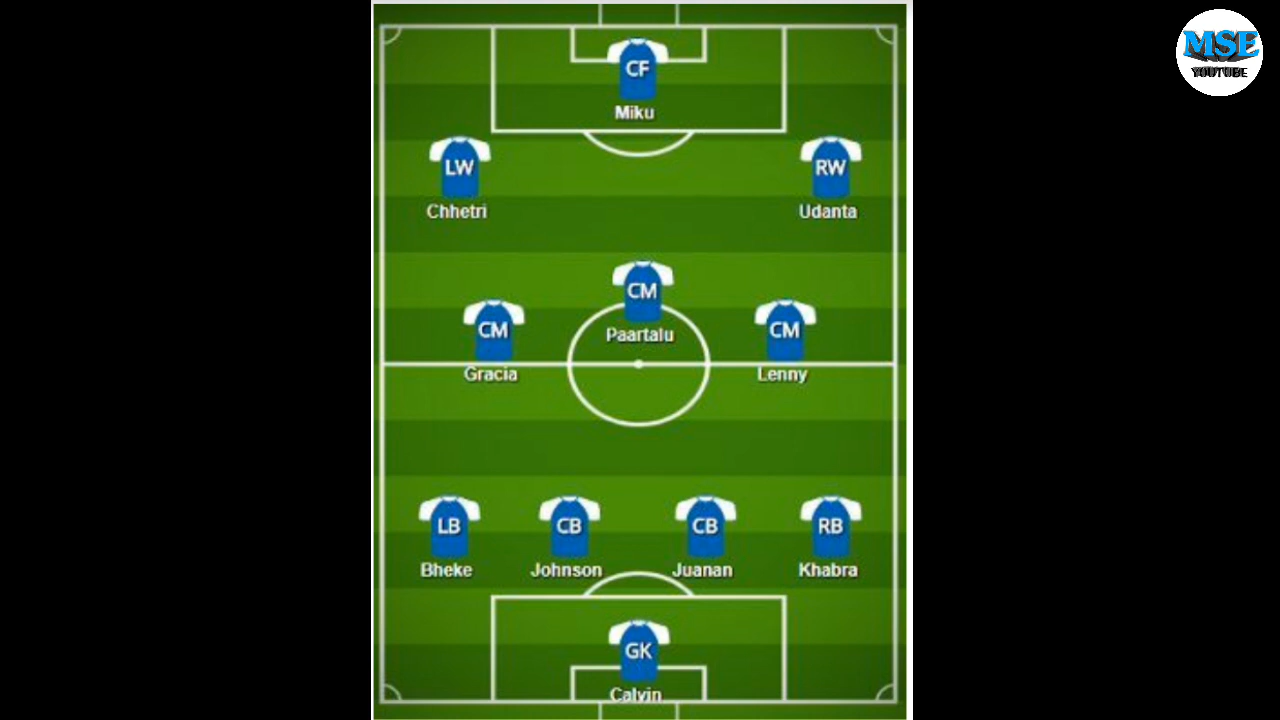 MSE
YOUTUBE
CF
Miku
LW
RW
Chhetri
Udanta
CM
Paartalu
CM
CM
Gracia
Lenny
LB
CB
CB
RB
Bheke
Johnson
Juanan
Khabra
GK
Calvin